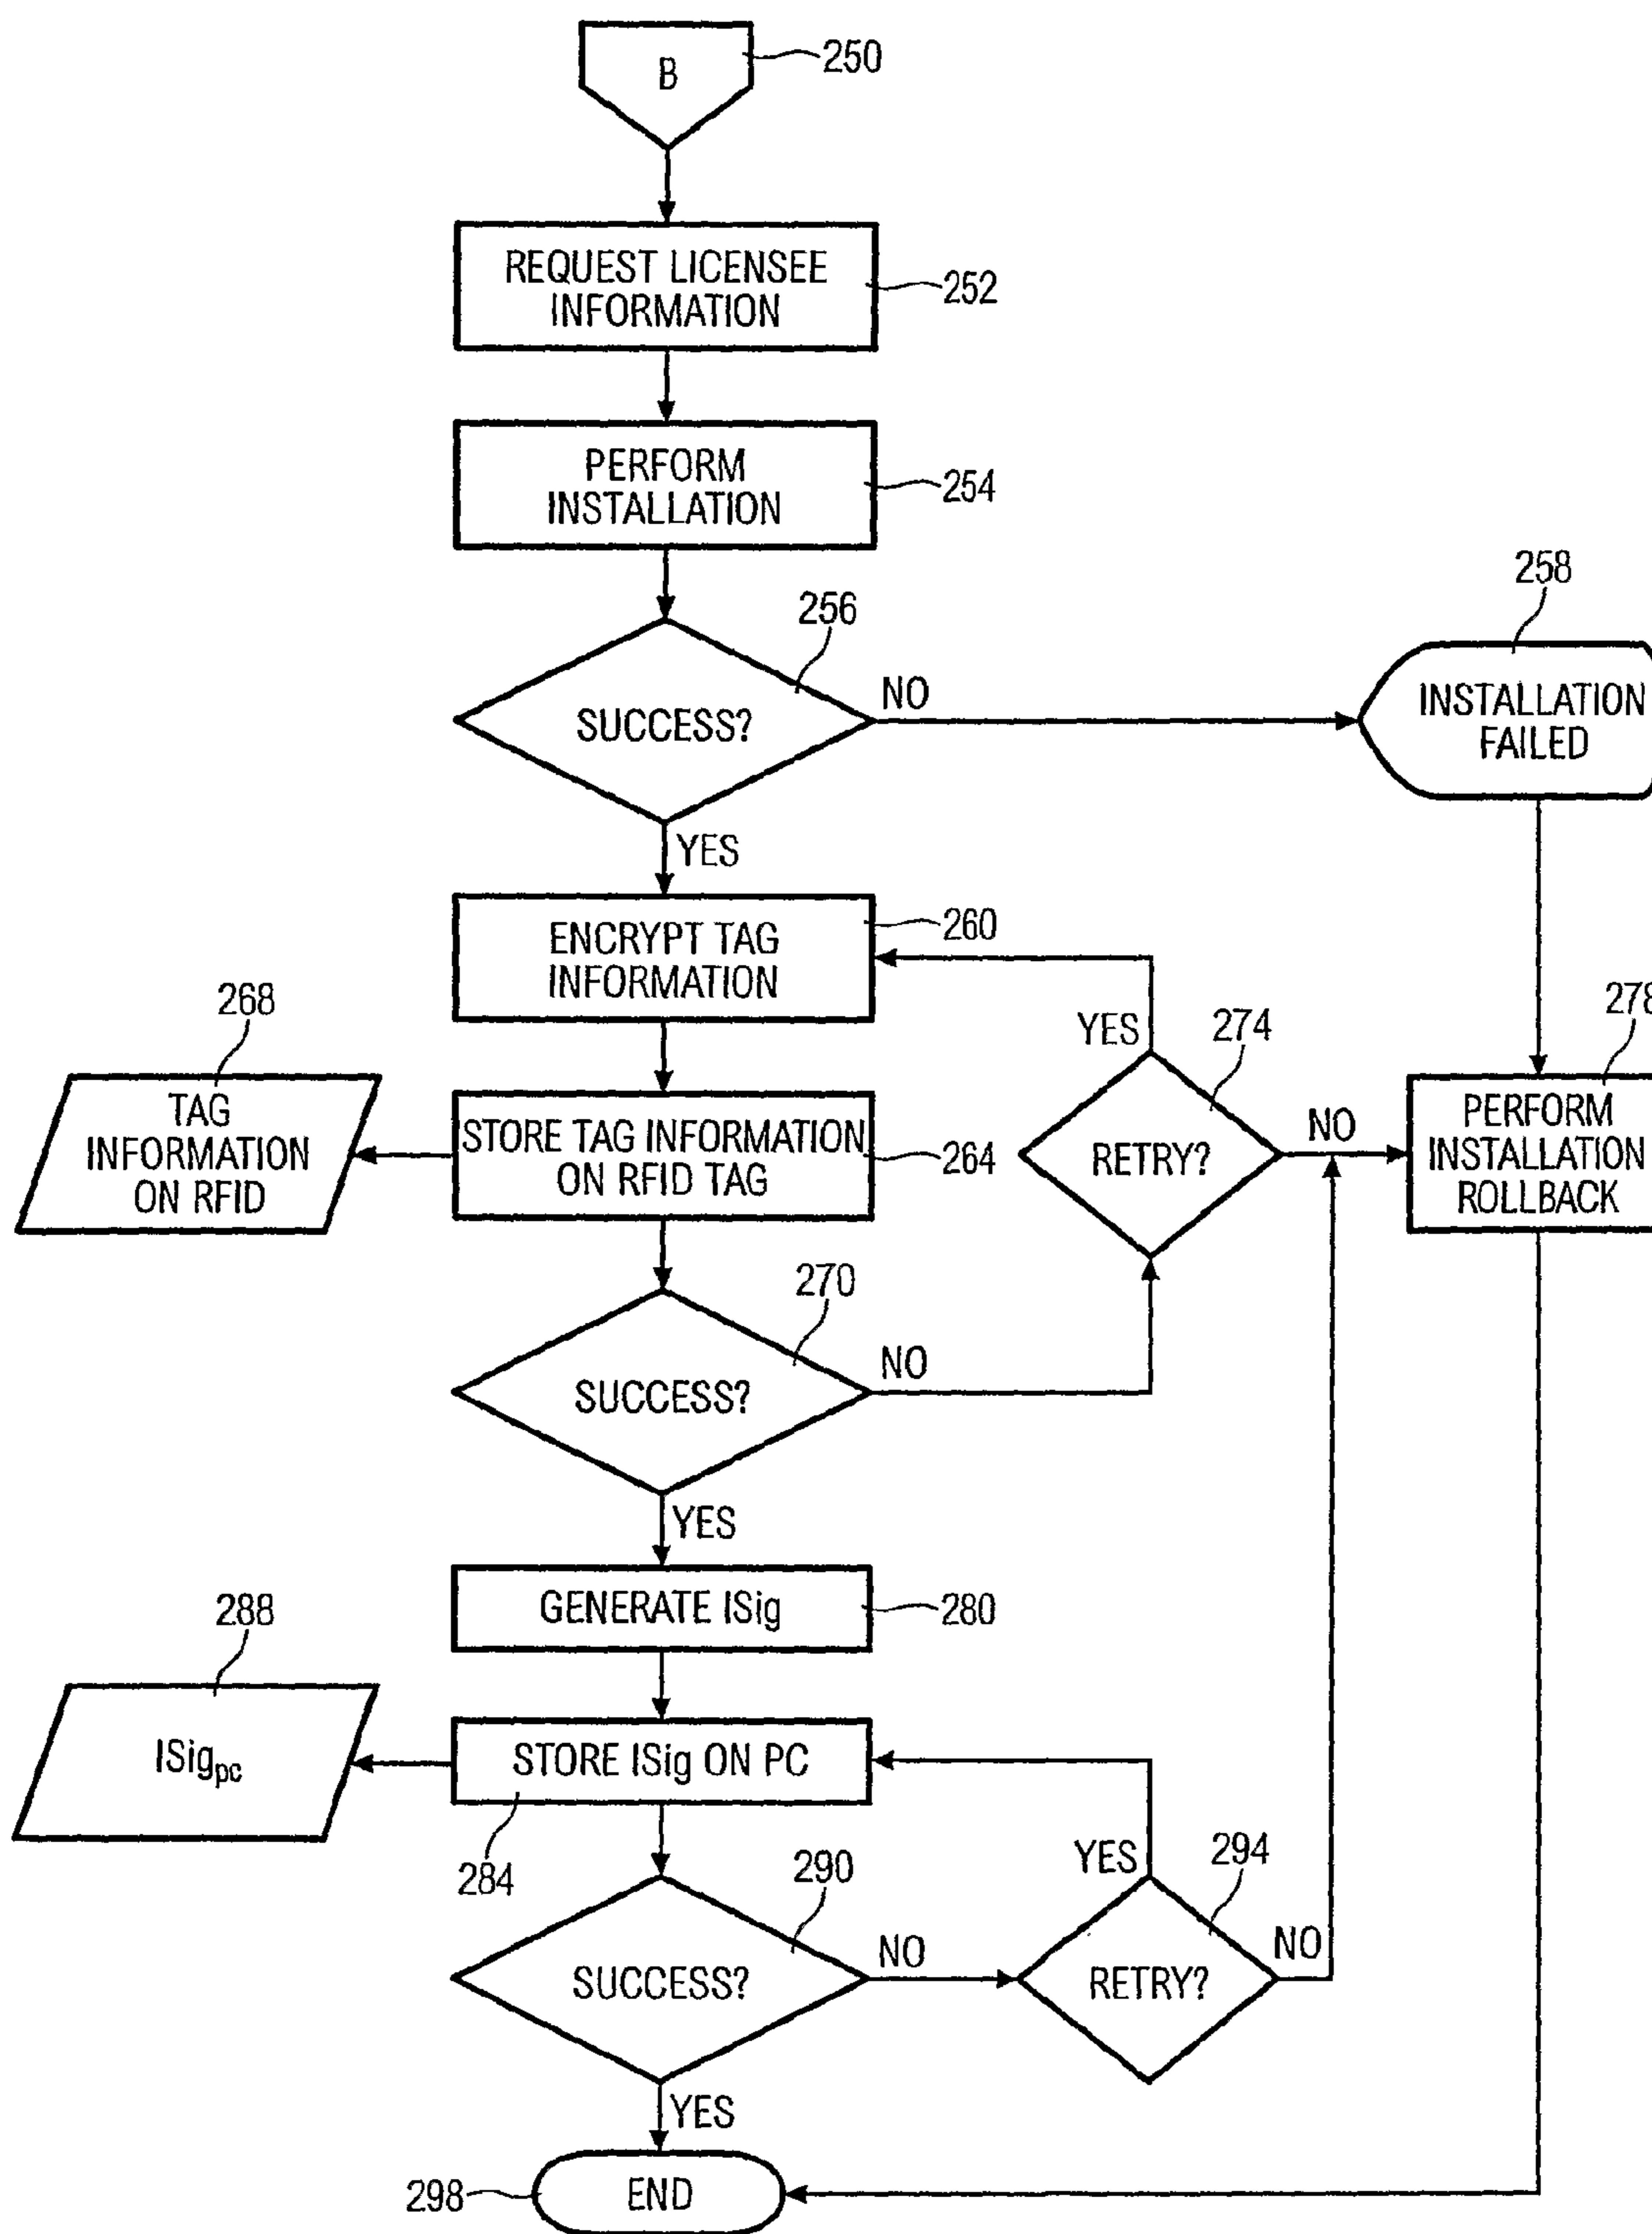 B
250
REQUEST LICENSEE
INFORMATION
252
PERFORM
INSTALLATION
254
256
SUCCESS?
NO
258
INSTALLATION
FAILED
YES
ENCRYPT TAG
INFORMATION
260
268
TAG
INFORMATION
ON RFID
STORE TAG INFORMATION
ON RFID TAG
264
YES
274
RETRY?
NO
278
PERFORM
INSTALLATION
ROLLBACK
270
SUCCESS?
NO
YES
GENERATE ISig
280
288
ISigpc
STORE ISig ON PC
284
290
SUCCESS?
NO
YES
294
RETRY?
NO
YES
298
END